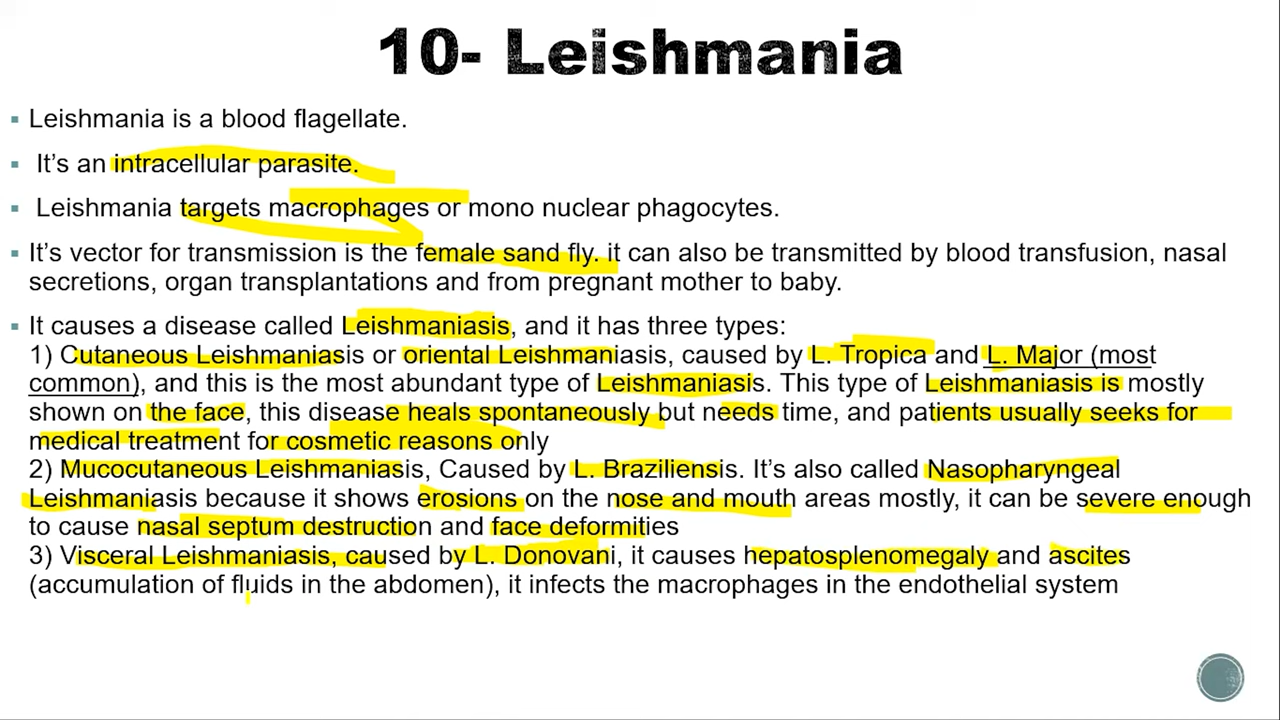 10- Leishmania
▪ Leishmania is a blood flagellate.
▪ It's an intracellular parasite.
▪ Leishmania targets macrophages or mono nuclear phagocytes.
▪ It's vector for transmission is the female sand fly. it can also be transmitted by blood transfusion, nasal
secretions, organ transplantations and from pregnant mother to baby.
▪ It causes a disease called Leishmaniasis, and it has three types:
1) Cutaneous Leishmaniasis or oriental Leishmaniasis, caused by L. Tropica and L. Major (most
common), and this is the most abundant type of Leishmaniasis. This type of Leishmaniasis is mostly
shown on the face, this disease heals spontaneously but needs time, and patients usually seeks for
medical treatment for cosmetic reasons only
2) Mucocutaneous Leishmaniasis, Caused by L. Braziliensis. It's also called Nasopharyngeal
Leishmaniasis because it shows erosions on the nose and mouth areas mostly, it can be severe enough
to cause nasal septum destruction and face deformities
3) Visceral Leishmaniasis, caused by L. Donovani, it causes hepatosplenomegaly and ascites
(accumulation of fluids in the abdomen), it infects the macrophages in the endothelial system